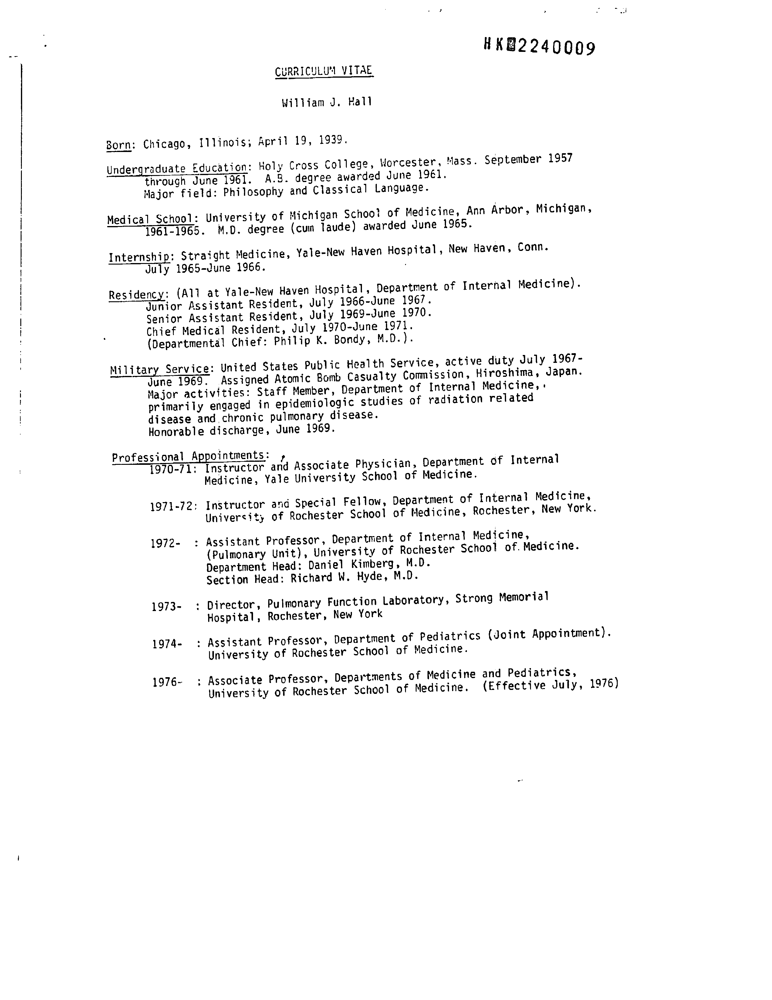 HK 2240009
CURRICULUM VITAE
William J. Hall
Born: Chicago, Illinois; April 19, 1939.
Undergraduate Education: Holy Cross College, Worcester, Mass. September 1957
through June 1961. A.B. degree awarded June 1961.
Major field: Philosophy and Classical Language.
Medical School: University of Michigan School of Medicine, Ann Arbor, Michigan,
1961-1965. M.D. degree (cum laude) awarded June 1965.
Internship: Straight Medicine, Yale-New Haven Hospital, New Haven, Conn.
July 1965-June 1966.
Residency: (All at Yale-New Haven Hospital, Department of Internal Medicine).
Junior Assistant Resident, July 1966-June 1967.
Senior Assistant Resident, July 1969-June 1970.
Chief Medical Resident, July 1970-June 1971.
(Departmental Chief: Philip K. Bondy, M.D.).
Military Service: United States Public Health Service, active duty July 1967-
June 1969. Assigned Atomic Bomb Casualty Commission, Hiroshima, Japan.
Major activities: Staff Member, Department of Internal Medicine,
primarily engaged in epidemiologic studies of radiation related
disease and chronic pulmonary disease.
Honorable discharge, June 1969.
Professional Appointments:
1970-71: Instructor and Associate Physician, Department of Internal
Medicine, Yale University School of Medicine.
1971-72: Instructor and Special Fellow, Department of Internal Medicine,
University of Rochester School of Medicine, Rochester, New York.
1972- : Assistant Professor, Department of Internal Medicine,
(Pulmonary Unit), University of Rochester School of Medicine.
Department Head: Daniel Kimberg, M.D.
Section Head: Richard W. Hyde, M.D.
1973- : Director, Pulmonary Function Laboratory, Strong Memorial
Hospital, Rochester, New York
1974- : Assistant Professor, Department of Pediatrics (Joint Appointment).
University of Rochester School of Medicine.
1976- : Associate Professor, Departments of Medicine and Pediatrics,
University of Rochester School of Medicine. (Effective July, 1976)